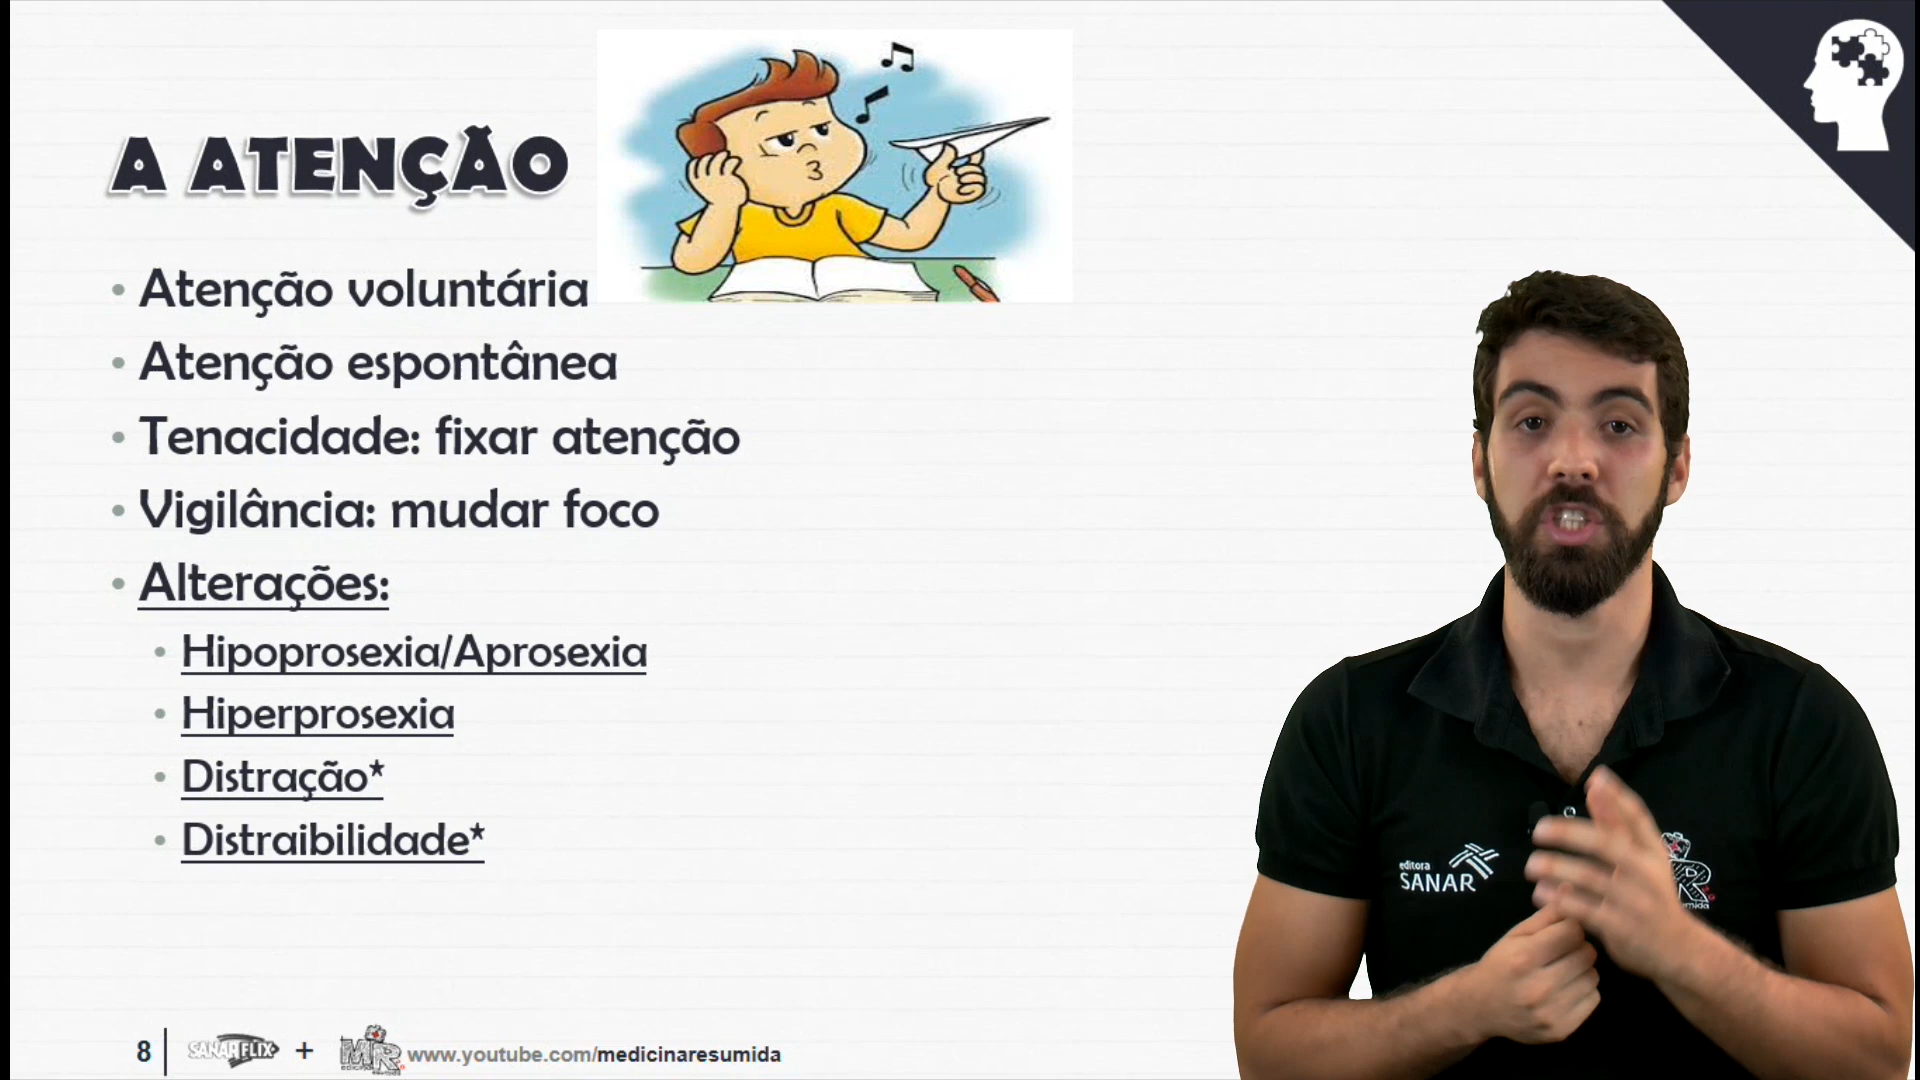 A ATENÇÃO
• Atenção voluntária
• Atenção espontânea
• Tenacidade: fixar atenção
• Vigilância: mudar foco
• Alterações:
• Hipoprosexia/Aprosexia
• Hiperprosexia
• Distração*
• Distraibilidade*
editora
SANAR
8 SANARFLIX + MR www.youtube.com/medicinaresumida